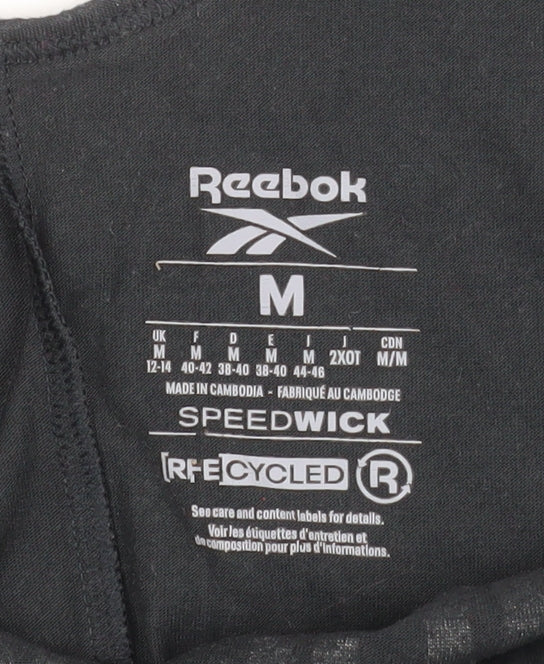 Reebok
M
UK F D E I J CDN
M M M M M 2XOT M/M
12-14 40-42 38-40 38-40 44-46
MADE IN CAMBODIA - FABRIQUÉ AU CAMBODGE
SPEEDWICK
[REECYCLED] R
See care and content labels for details.
Voir les étiquettes d'entretien et
de composition pour plus d'informations.